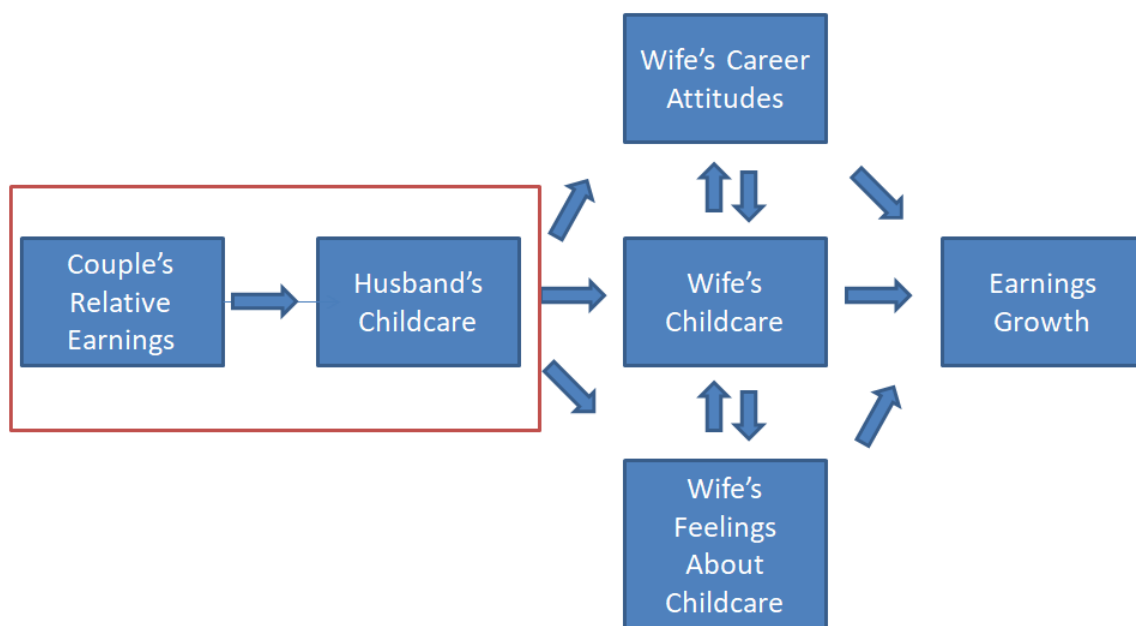 Wife's Career
Attitudes
Couple's
Relative
Earnings
Husband's
Childcare
Wife's
Childcare
Earnings
Growth
Wife's
Feelings
About
Childcare